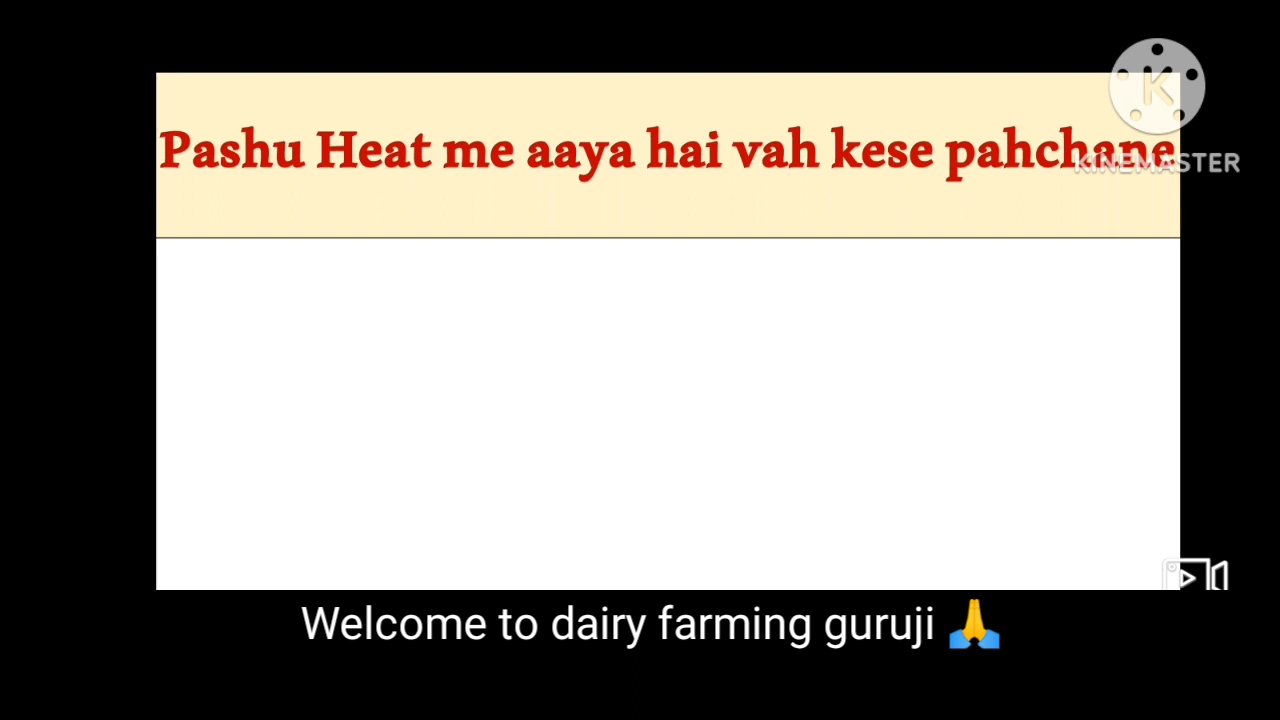 Pashu Heat me aaya hai vah kese pahchane
KINEMASTER
Welcome to dairy farming guruji 🙏